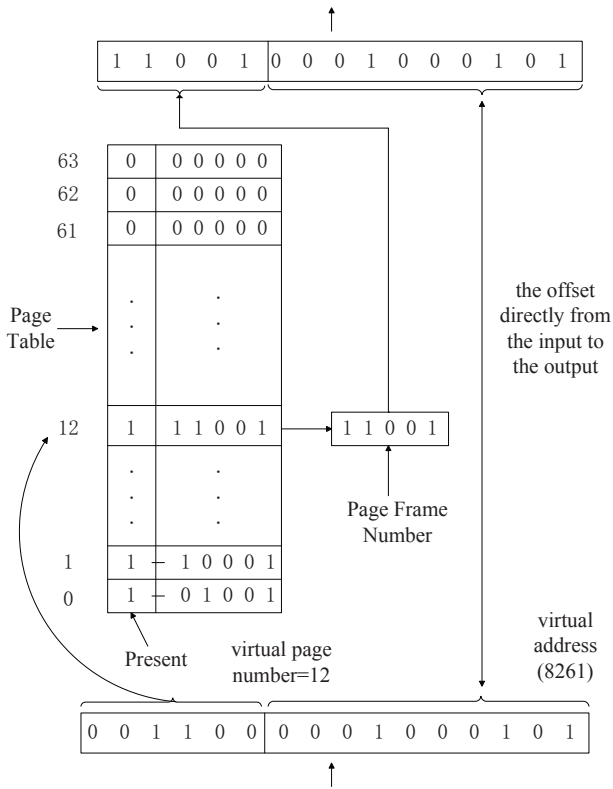 1 1 0 0 1 0 0 0 1 0 0 0 1 0 1
63 0 0 0 0 0 0
62 0 0 0 0 0 0
61 0 0 0 0 0 0
Page
Table
the offset
directly from
the input to
the output
12 1 1 1 0 0 1
1 1 0 0 1
Page Frame
Number
1 1 – 1 0 0 0 1
0 1 – 0 1 0 0 1
Present
virtual page
number=12
virtual
address
(8261)
0 0 1 1 0 0 0 0 0 1 0 0 0 1 0 1